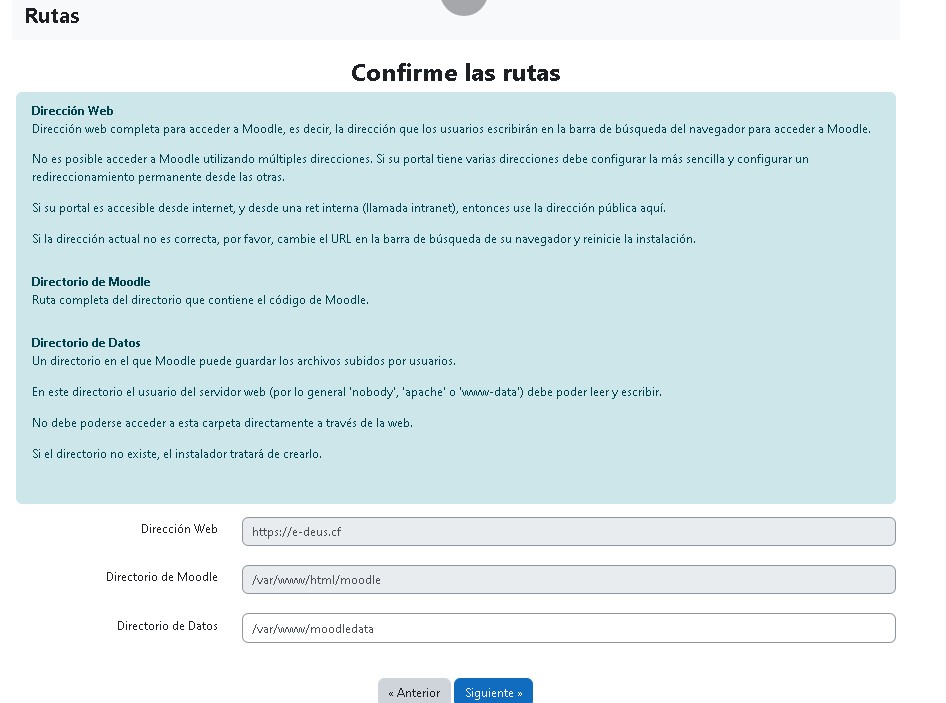 Rutas
Confirme las rutas
Dirección Web
Dirección web completa para acceder a Moodle, es decir, la dirección que los usuarios escribirán en la barra de búsqueda del navegador para acceder a Moodle.
No es posible acceder a Moodle utilizando múltiples direcciones. Si su portal tiene varias direcciones debe configurar la más sencilla y configurar un
redireccionamiento permanente desde las otras.
Si su portal es accesible desde internet, y desde una ret interna (llamada intranet), entonces use la dirección pública aquí.
Si la dirección actual no es correcta, por favor, cambie el URL en la barra de búsqueda de su navegador y reinicie la instalación.
Directorio de Moodle
Ruta completa del directorio que contiene el código de Moodle.
Directorio de Datos
Un directorio en el que Moodle puede guardar los archivos subidos por usuarios.
En este directorio el usuario del servidor web (por lo general 'nobody', 'apache' o 'www-data') debe poder leer y escribir.
No debe poderse acceder a esta carpeta directamente a través de la web.
Si el directorio no existe, el instalador tratará de crearlo.
Dirección Web https://e-deus.cf
Directorio de Moodle /var/www/html/moodle
Directorio de Datos /var/www/moodledata
« Anterior Siguiente »